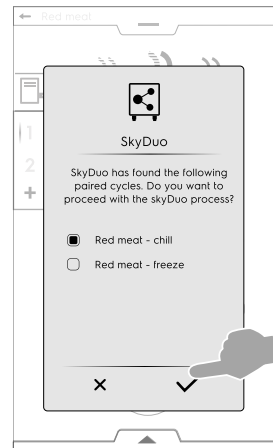 Red meat
1
2
+
SkyDuo
SkyDuo has found the following
paired cycles. Do you want to
proceed with the skyDuo process?
Red meat - chill
Red meat - freeze